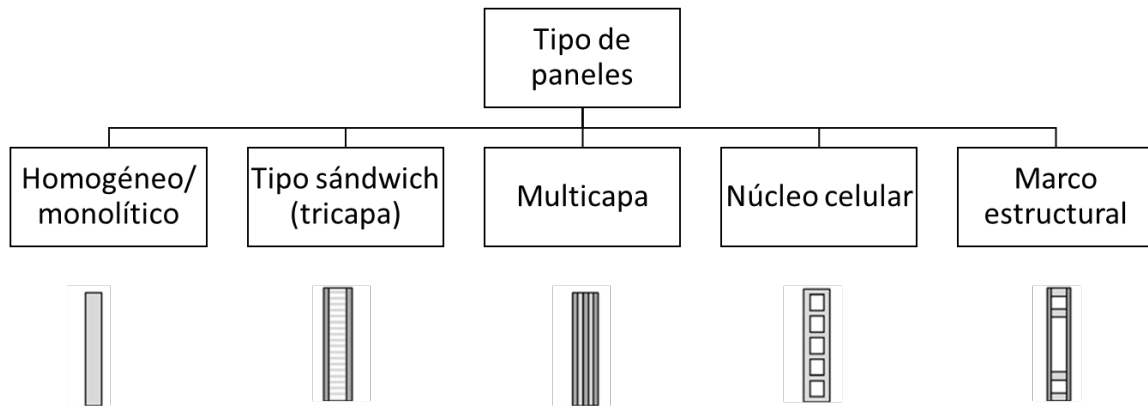 Tipo de
paneles
Homogéneo/
monolítico
Tipo sándwich
(tricapa)
Multicapa
Núcleo celular
Marco
estructural